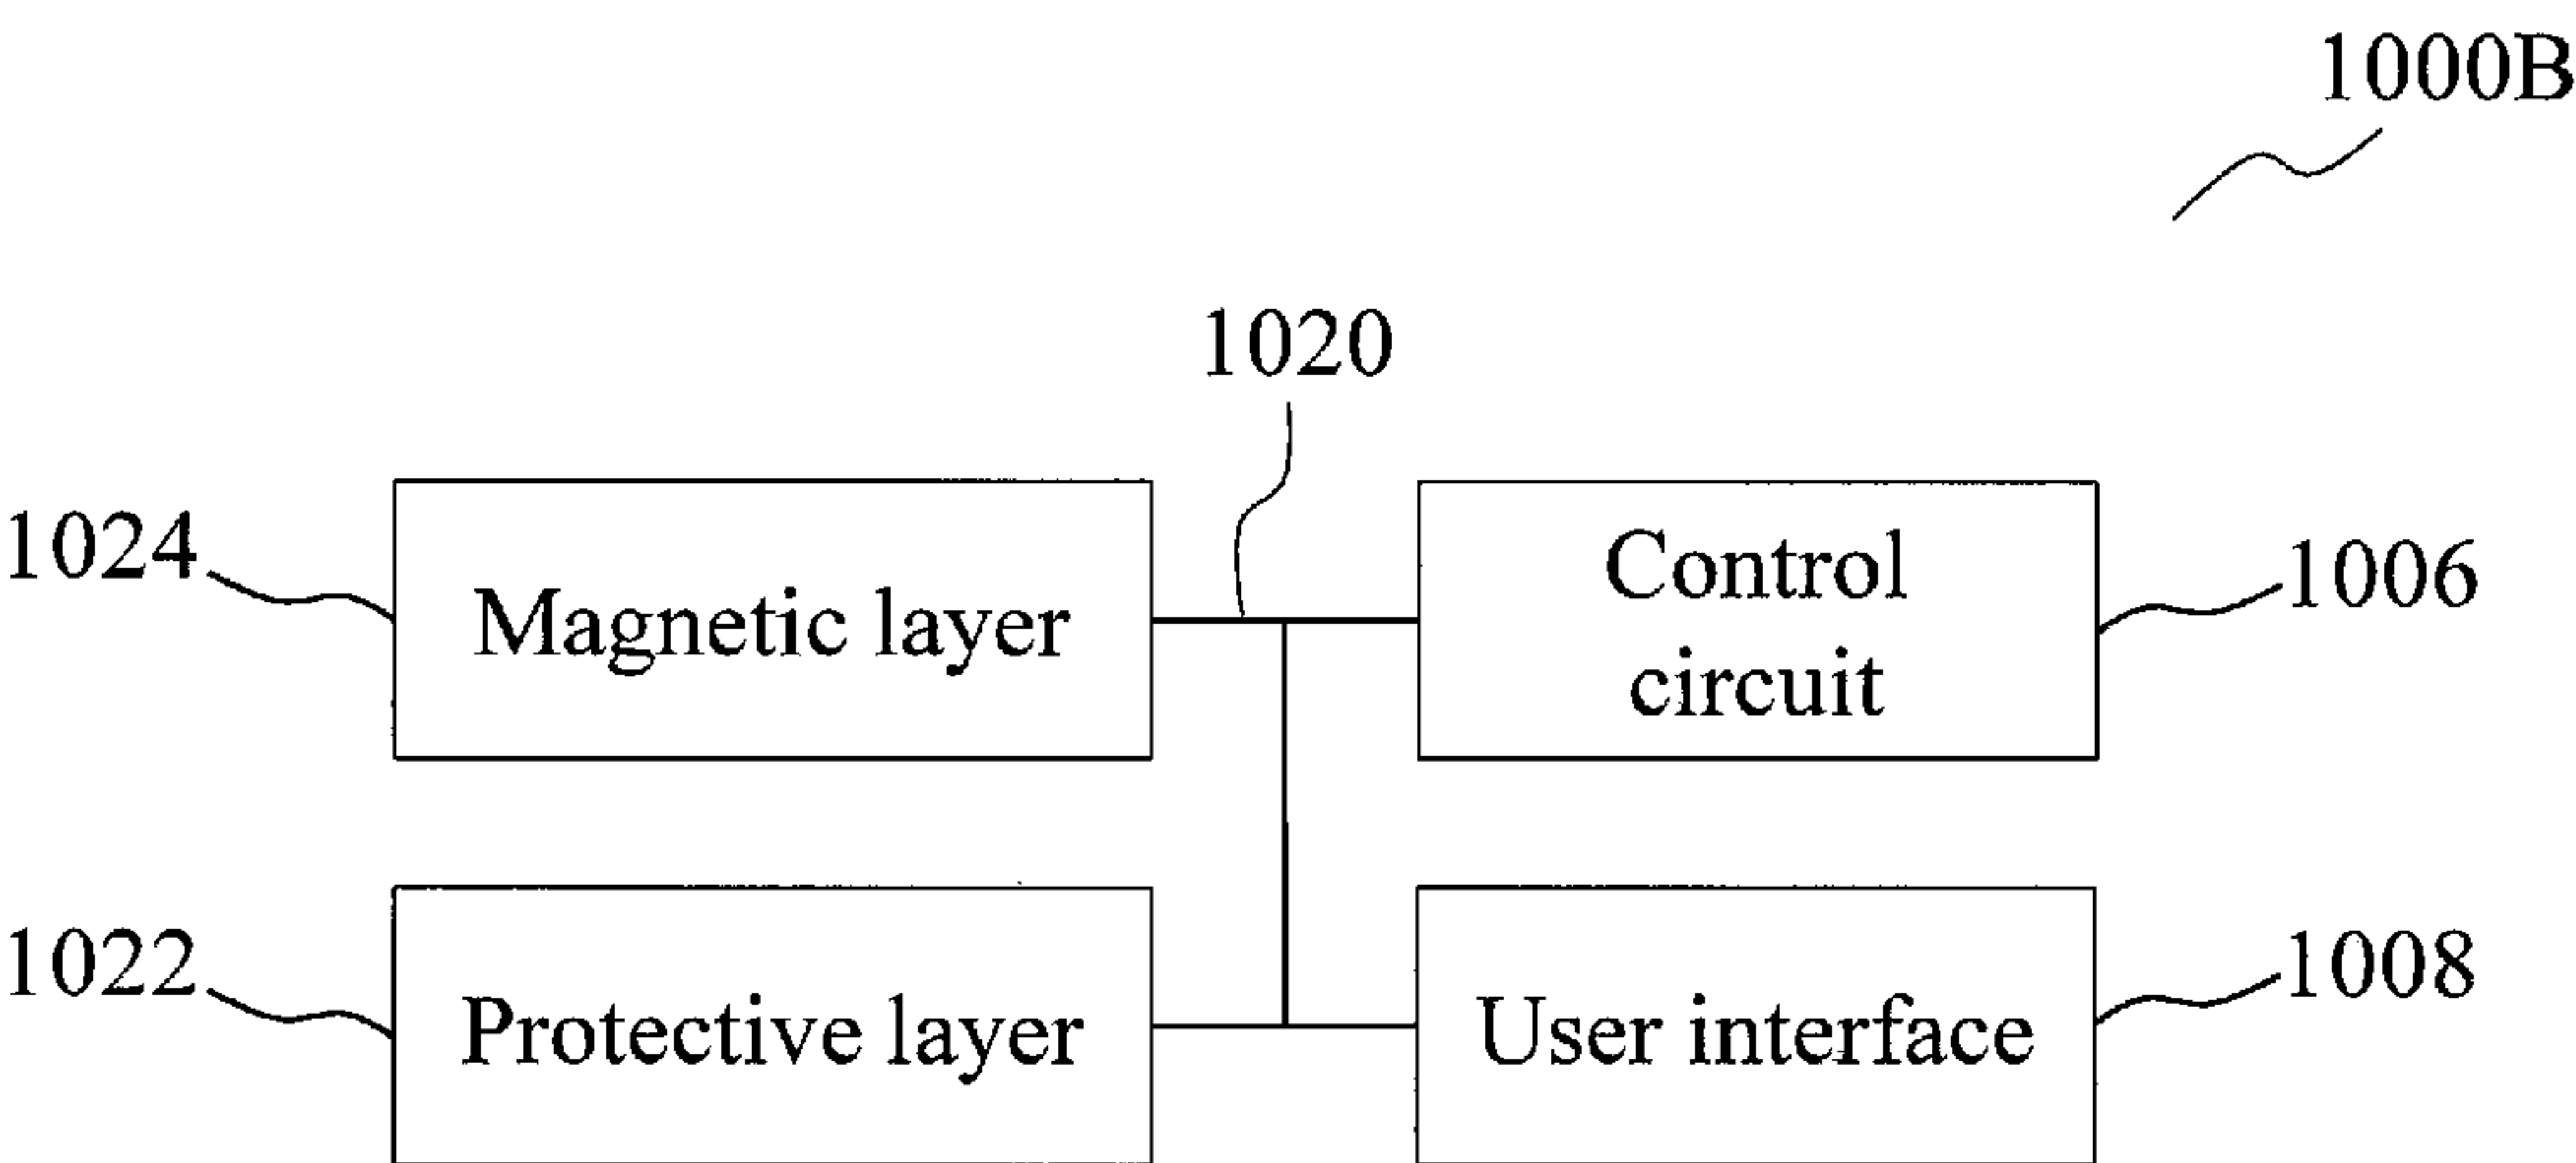 1000B
1020
1024
Magnetic layer
Control
circuit
1006
1022
Protective layer
User interface
1008